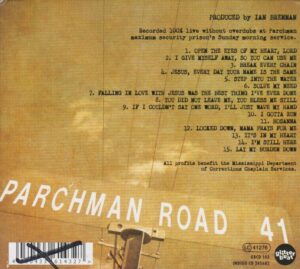 PRODUCED by IAN BRENNAN
Recorded 100% live without overdubs at Parchman
maximum security prison's Sunday morning service.
1. OPEN THE EYES OF MY HEART, LORD
2. I GIVE MYSELF AWAY, SO YOU CAN USE ME
3. BREAK EVERY CHAIN
4. JESUS, EVERY DAY YOUR NAME IS THE SAME
5. STEP INTO THE WATER
6. SOLVE MY NEED
7. FALLING IN LOVE WITH JESUS WAS THE BEST THING I'VE EVER DONE
8. YOU DID NOT LEAVE ME, YOU BLESS ME STILL
9. IF I COULDN'T SAY ONE WORD, I'LL JUST WAVE MY HAND
10. I GOTTA RUN
11. HOSANNA
12. LOCKED DOWN, MAMA PRAYS FOR ME
13. IT'S IN MY HEART
14. I'M STILL HERE
15. LAY MY BURDEN DOWN
All profits benefit the Mississippi Department
of Corrections Chaplain Services.
PARCHMAN ROAD 41
LC 41276
glitter
beat